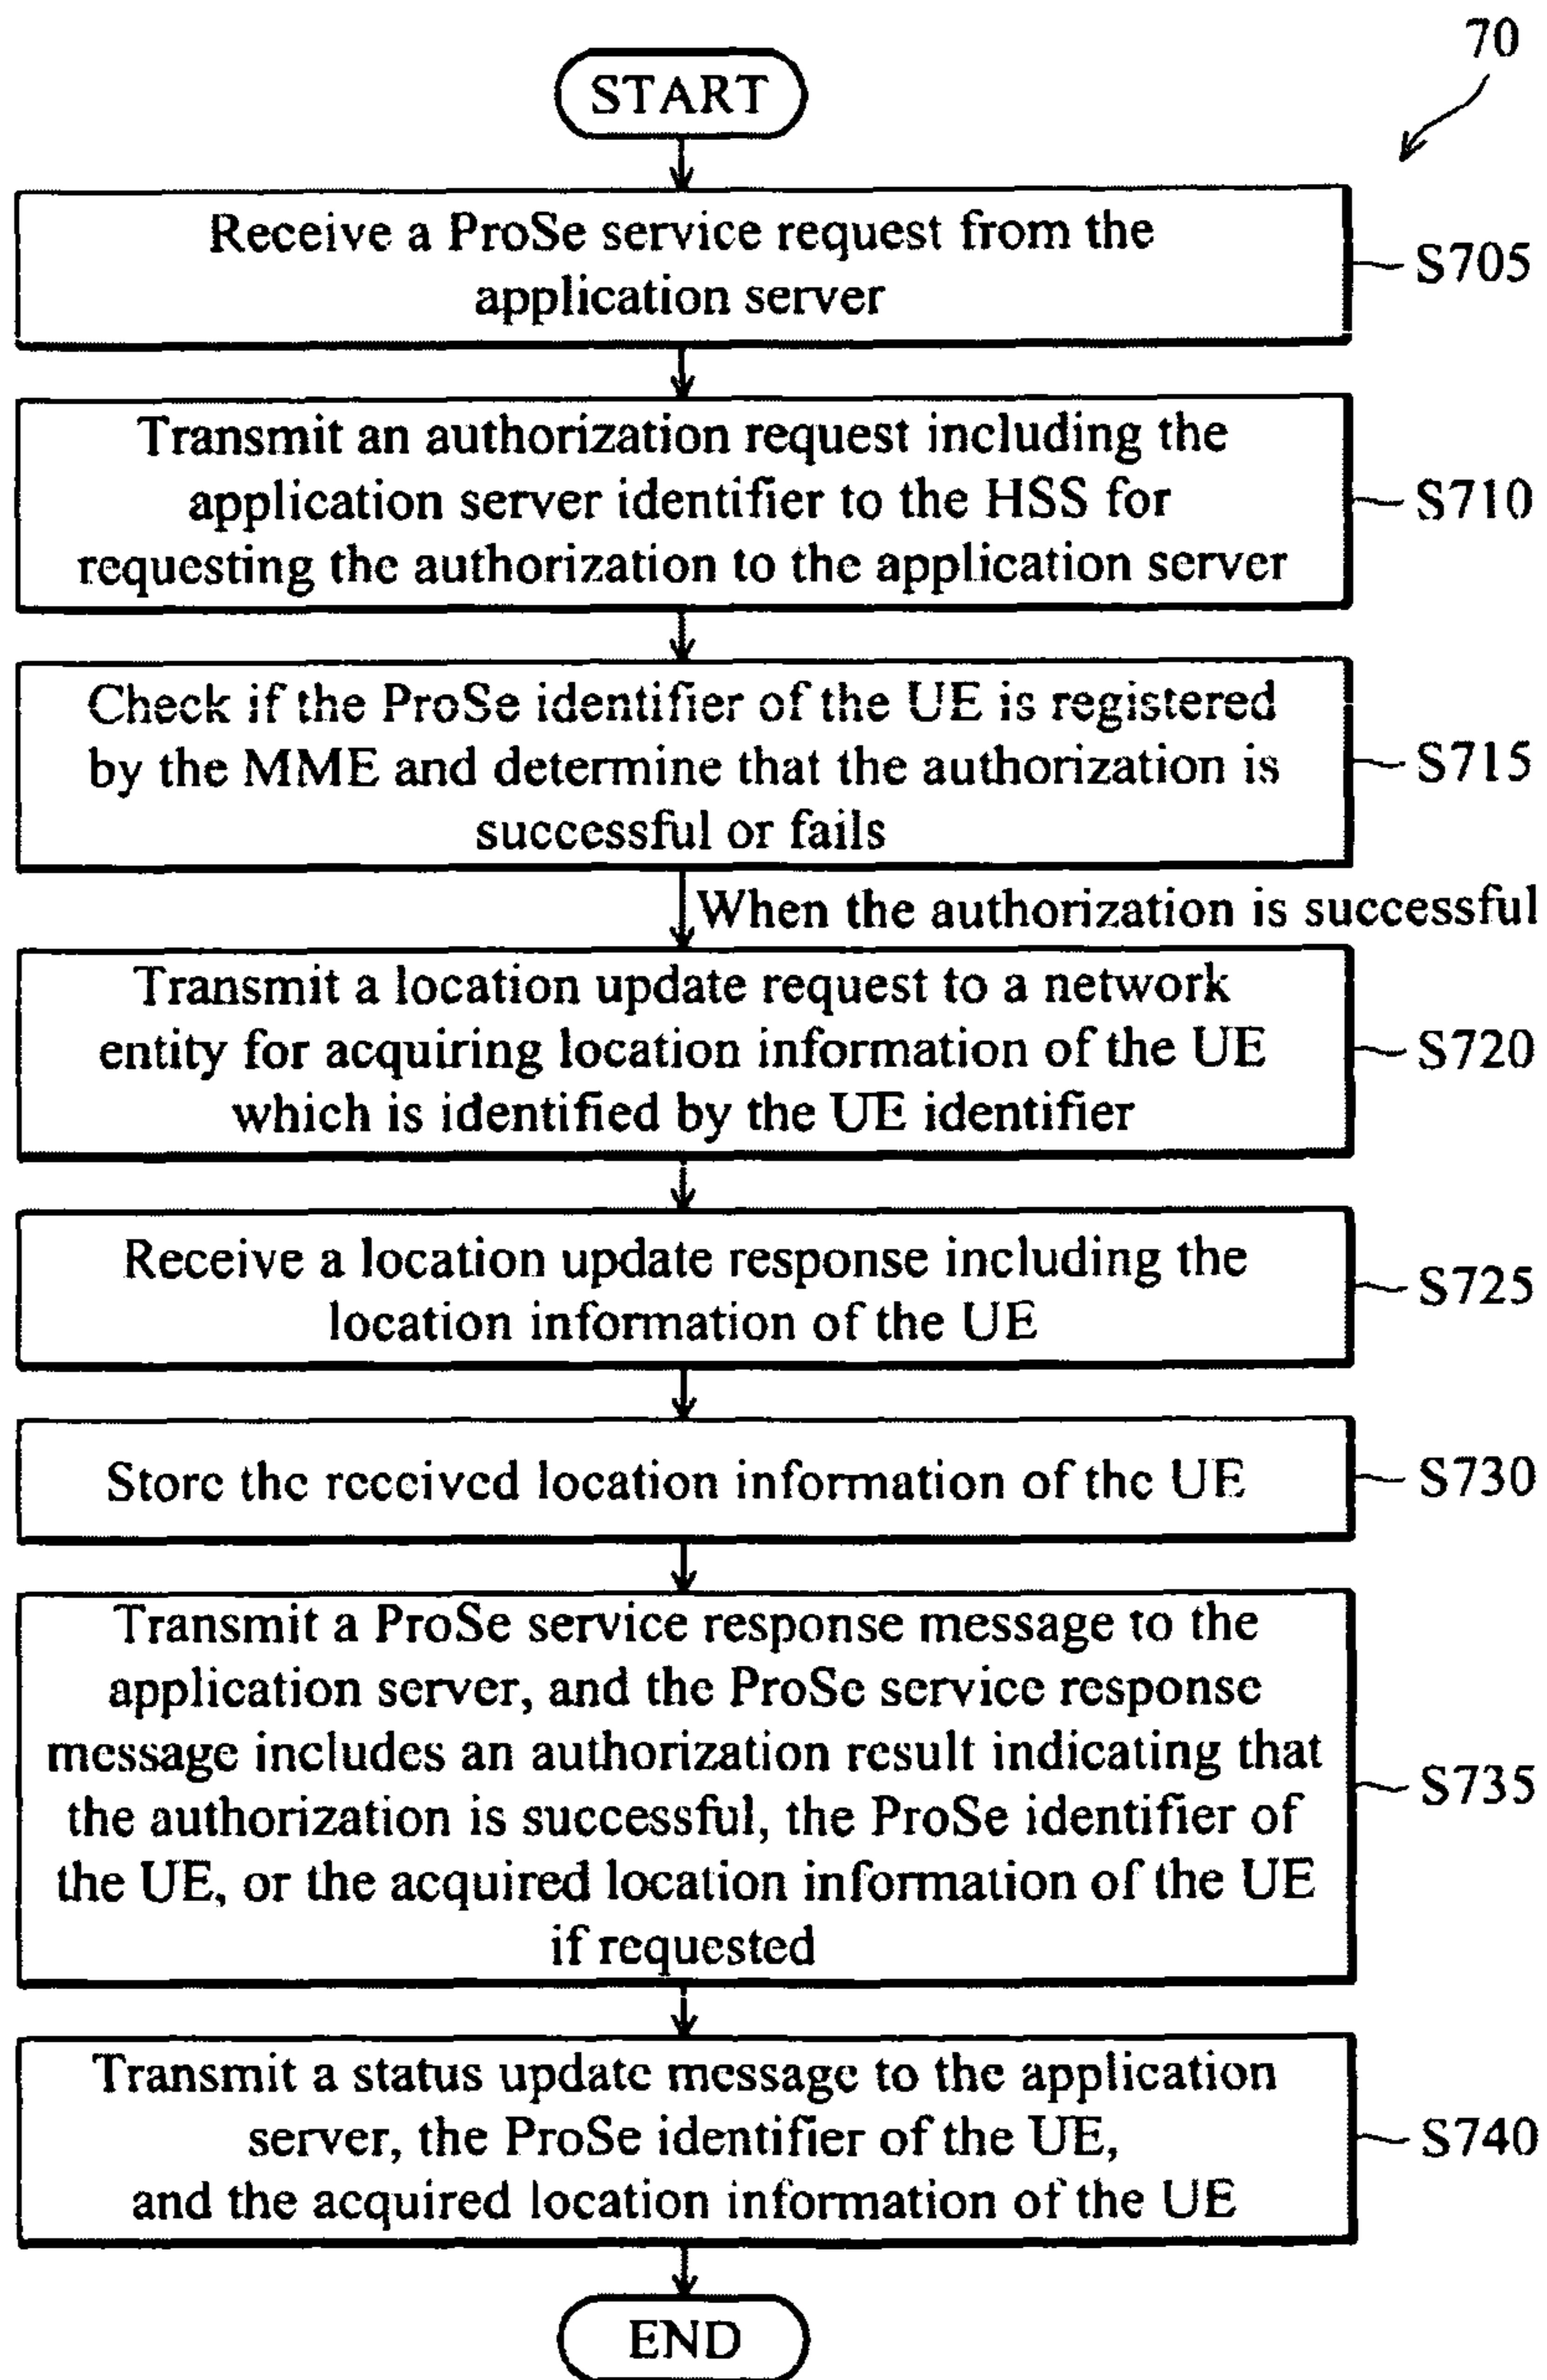 70
START
Receive a ProSe service request from the
application server
S705
Transmit an authorization request including the
application server identifier to the HSS for
requesting the authorization to the application server
S710
Check if the ProSe identifier of the UE is registered
by the MME and determine that the authorization is
successful or fails
S715
When the authorization is successful
Transmit a location update request to a network
entity for acquiring location information of the UE
which is identified by the UE identifier
S720
Receive a location update response including the
location information of the UE
S725
Store the received location information of the UE
S730
Transmit a ProSe service response message to the
application server, and the ProSe service response
message includes an authorization result indicating that
the authorization is successful, the ProSe identifier of
the UE, or the acquired location information of the UE
if requested
S735
Transmit a status update message to the application
server, the ProSe identifier of the UE,
and the acquired location information of the UE
S740
END